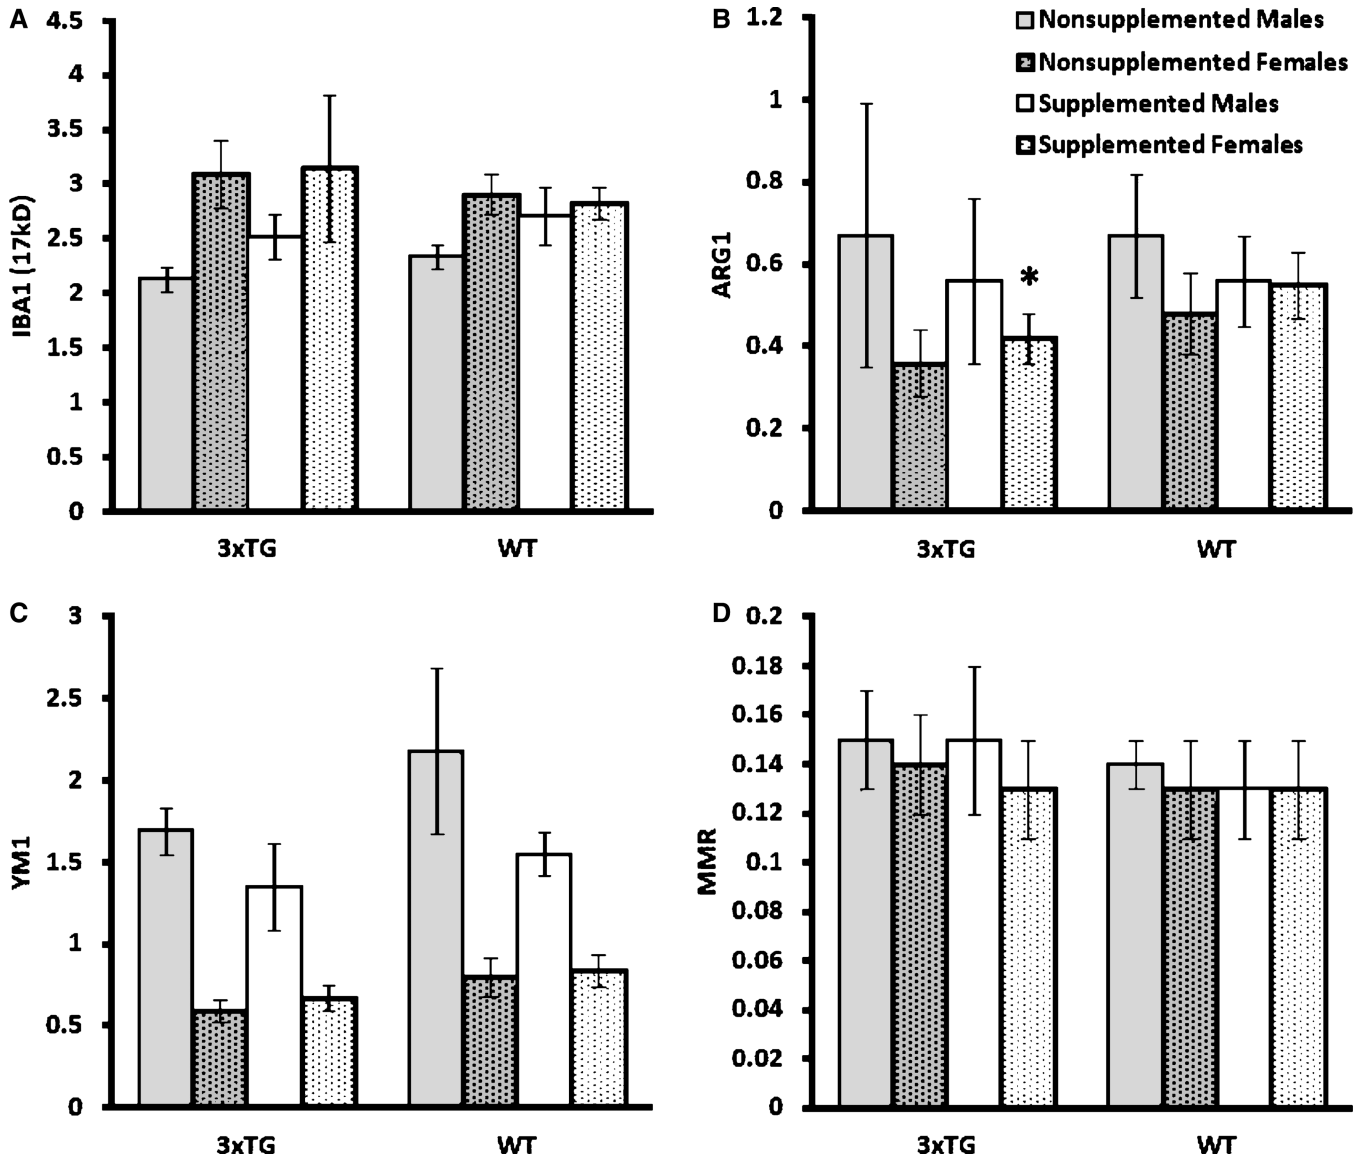 A
4.5
4
3.5
3
2.5
2
1.5
1
0.5
0
IBA1 (17kD)
3xTG
WT
B
1.2
1
0.8
0.6
0.4
0.2
0
ARG1
Nonsupplemented Males
Nonsupplemented Females
Supplemented Males
Supplemented Females
*
3xTG
WT
C
3
2.5
2
1.5
1
0.5
0
YM1
3xTG
WT
D
0.2
0.18
0.16
0.14
0.12
0.1
0.08
0.06
0.04
0.02
0
MMR
3xTG
WT